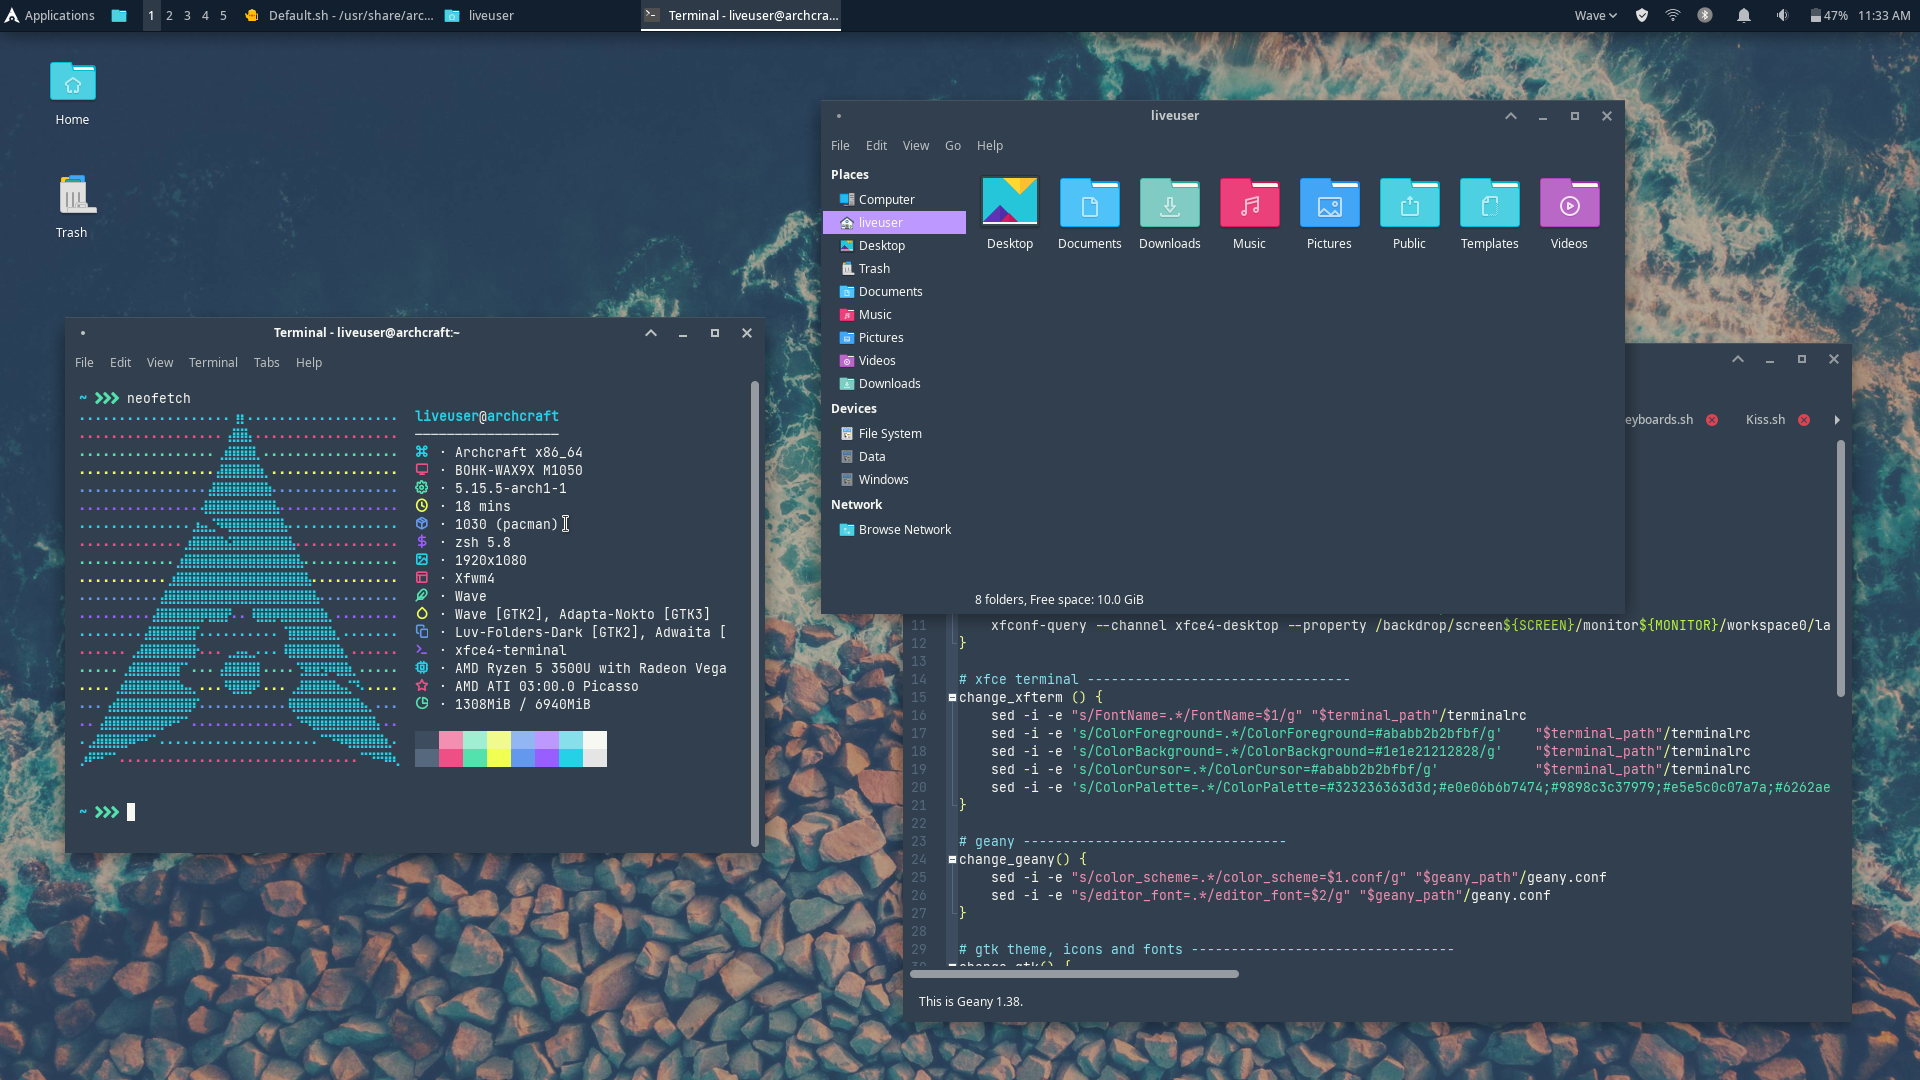 Applications
1 2 3 4 5
Default.sh - /usr/share/arc...
liveuser
Terminal - liveuser@archcra...
Wave
47%
11:33 AM
Home
Trash
liveuser
File Edit View Go Help
Places
Computer
liveuser
Desktop
Trash
Documents
Music
Pictures
Videos
Downloads
Devices
File System
Data
Windows
Network
Browse Network
Desktop Documents Downloads Music Pictures Public Templates Videos
8 folders, Free space: 10.0 GiB
Terminal - liveuser@archcraft:~
File Edit View Terminal Tabs Help
~ >>> neofetch
liveuser@archcraft
· Archcraft x86_64
· BOHK-WAX9X M1050
· 5.15.5-arch1-1
· 18 mins
· 1030 (pacman)
· zsh 5.8
· 1920x1080
· Xfwm4
· Wave
· Wave [GTK2], Adapta-Nokto [GTK3]
· Luv-Folders-Dark [GTK2], Adwaita [
· xfce4-terminal
· AMD Ryzen 5 3500U with Radeon Vega
· AMD ATI 03:00.0 Picasso
· 1308MiB / 6940MiB
~ >>>
eyboards.sh
Kiss.sh
11 xfconf-query --channel xfce4-desktop --property /backdrop/screen${SCREEN}/monitor${MONITOR}/workspace0/la
12 }
13
14 # xfce terminal ---------------------------------
15 change_xfterm () {
16 sed -i -e "s/FontName=.*/FontName=$1/g" "$terminal_path"/terminalrc
17 sed -i -e 's/ColorForeground=.*/ColorForeground=#ababb2b2bfbf/g' "$terminal_path"/terminalrc
18 sed -i -e 's/ColorBackground=.*/ColorBackground=#1e1e21212828/g' "$terminal_path"/terminalrc
19 sed -i -e 's/ColorCursor=.*/ColorCursor=#ababb2b2bfbf/g' "$terminal_path"/terminalrc
20 sed -i -e 's/ColorPalette=.*/ColorPalette=#323236363d3d;#e0e06b6b7474;#9898c3c37979;#e5e5c0c07a7a;#6262ae
21 }
22
23 # geany ---------------------------------
24 change_geany() {
25 sed -i -e "s/color_scheme=.*/color_scheme=$1.conf/g" "$geany_path"/geany.conf
26 sed -i -e "s/editor_font=.*/editor_font=$2/g" "$geany_path"/geany.conf
27 }
28
29 # gtk theme, icons and fonts ---------------------------------
30 change_gtk() {
This is Geany 1.38.